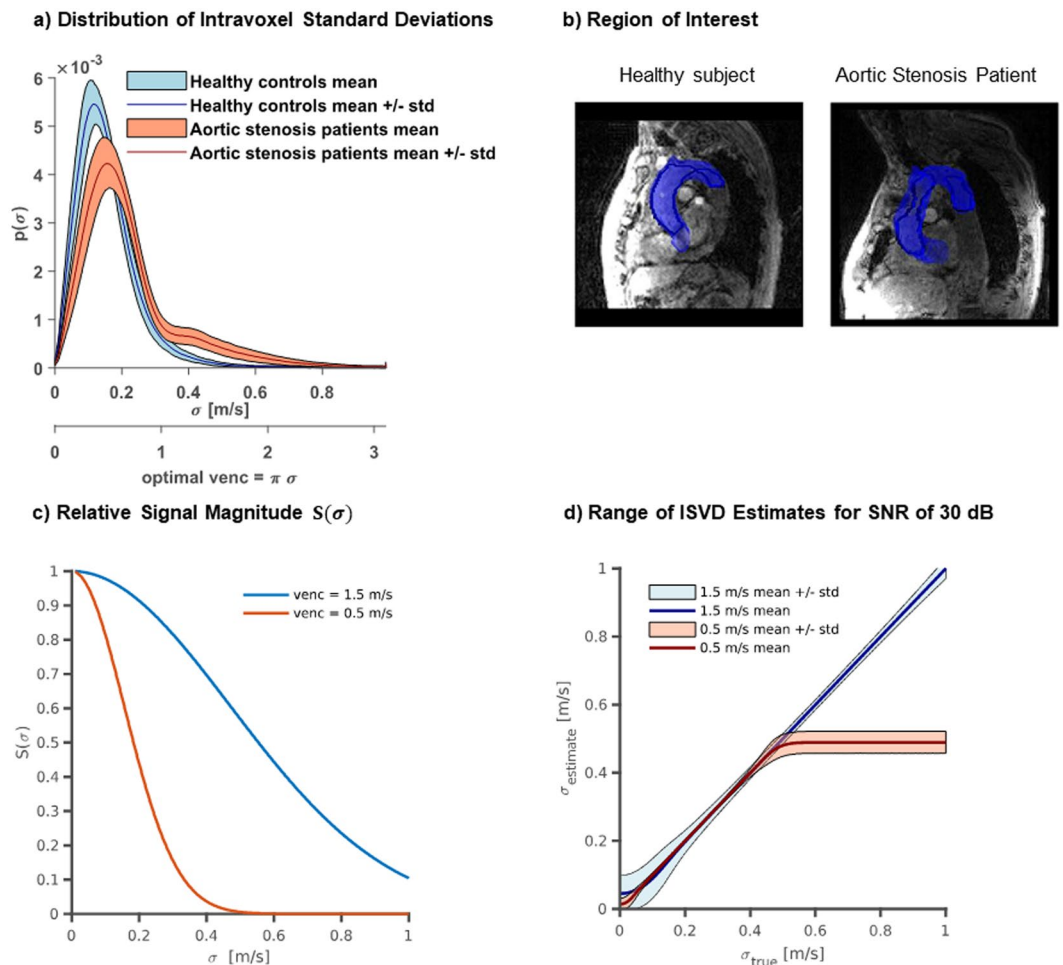 a) Distribution of Intravoxel Standard Deviations
×10⁻³
Healthy controls mean
Healthy controls mean +/- std
Aortic stenosis patients mean
Aortic stenosis patients mean +/- std
p(σ)
6
5
4
3
2
1
0
0 0.2 0.4 0.6 0.8
σ [m/s]
0 1 2 3
optimal venc = π σ
b) Region of Interest
Healthy subject
Aortic Stenosis Patient
c) Relative Signal Magnitude S(σ)
venc = 1.5 m/s
venc = 0.5 m/s
S(σ)
1
0.9
0.8
0.7
0.6
0.5
0.4
0.3
0.2
0.1
0
0 0.2 0.4 0.6 0.8 1
σ [m/s]
d) Range of ISVD Estimates for SNR of 30 dB
1.5 m/s mean +/- std
1.5 m/s mean
0.5 m/s mean +/- std
0.5 m/s mean
σestimate [m/s]
1
0.8
0.6
0.4
0.2
0
0 0.2 0.4 0.6 0.8 1
σtrue [m/s]